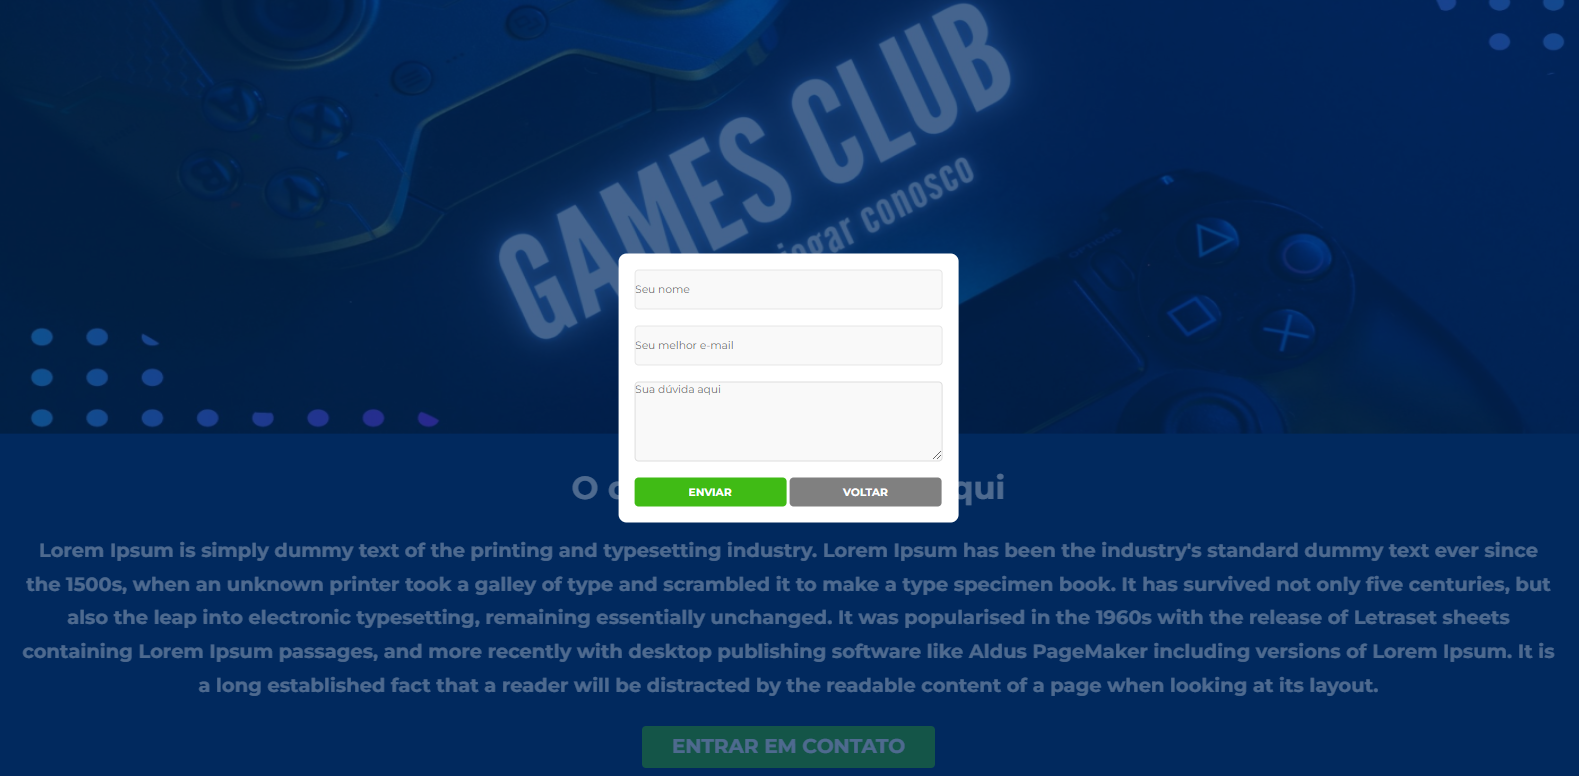 GAMES CLUB
jogar conosco
Seu nome
Seu melhor e-mail
Sua dúvida aqui
ENVIAR VOLTAR
O qui
Lorem Ipsum is simply dummy text of the printing and typesetting industry. Lorem Ipsum has been the industry's standard dummy text ever since
the 1500s, when an unknown printer took a galley of type and scrambled it to make a type specimen book. It has survived not only five centuries, but
also the leap into electronic typesetting, remaining essentially unchanged. It was popularised in the 1960s with the release of Letraset sheets
containing Lorem Ipsum passages, and more recently with desktop publishing software like Aldus PageMaker including versions of Lorem Ipsum. It is
a long established fact that a reader will be distracted by the readable content of a page when looking at its layout.
ENTRAR EM CONTATO